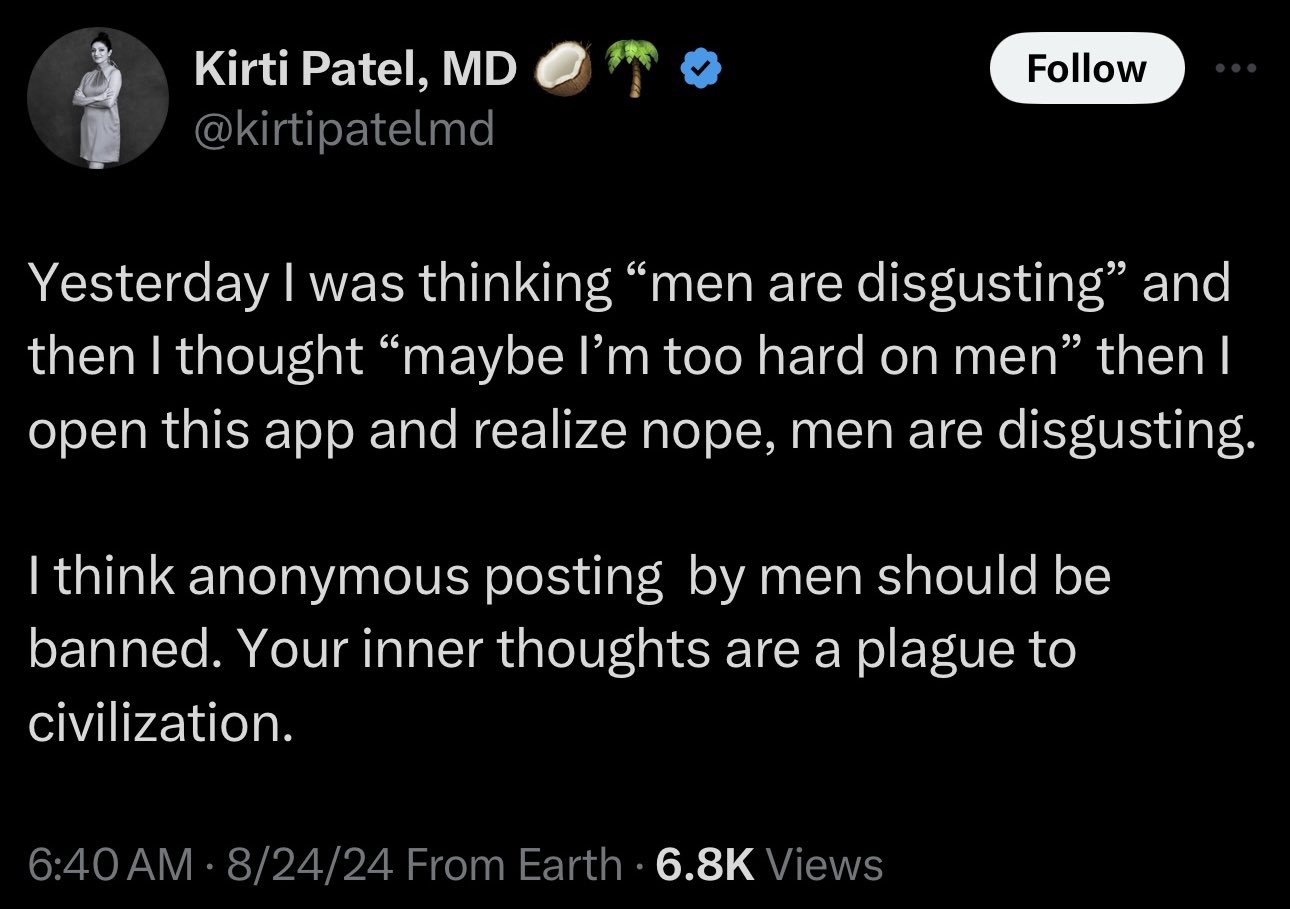 Kirti Patel, MD 🥥🌴
Follow
@kirtipatelmd
Yesterday I was thinking “men are disgusting” and
then I thought “maybe I’m too hard on men” then I
open this app and realize nope, men are disgusting.
I think anonymous posting  by men should be
banned. Your inner thoughts are a plague to
civilization.
6:40 AM · 8/24/24 From Earth · 6.8K Views